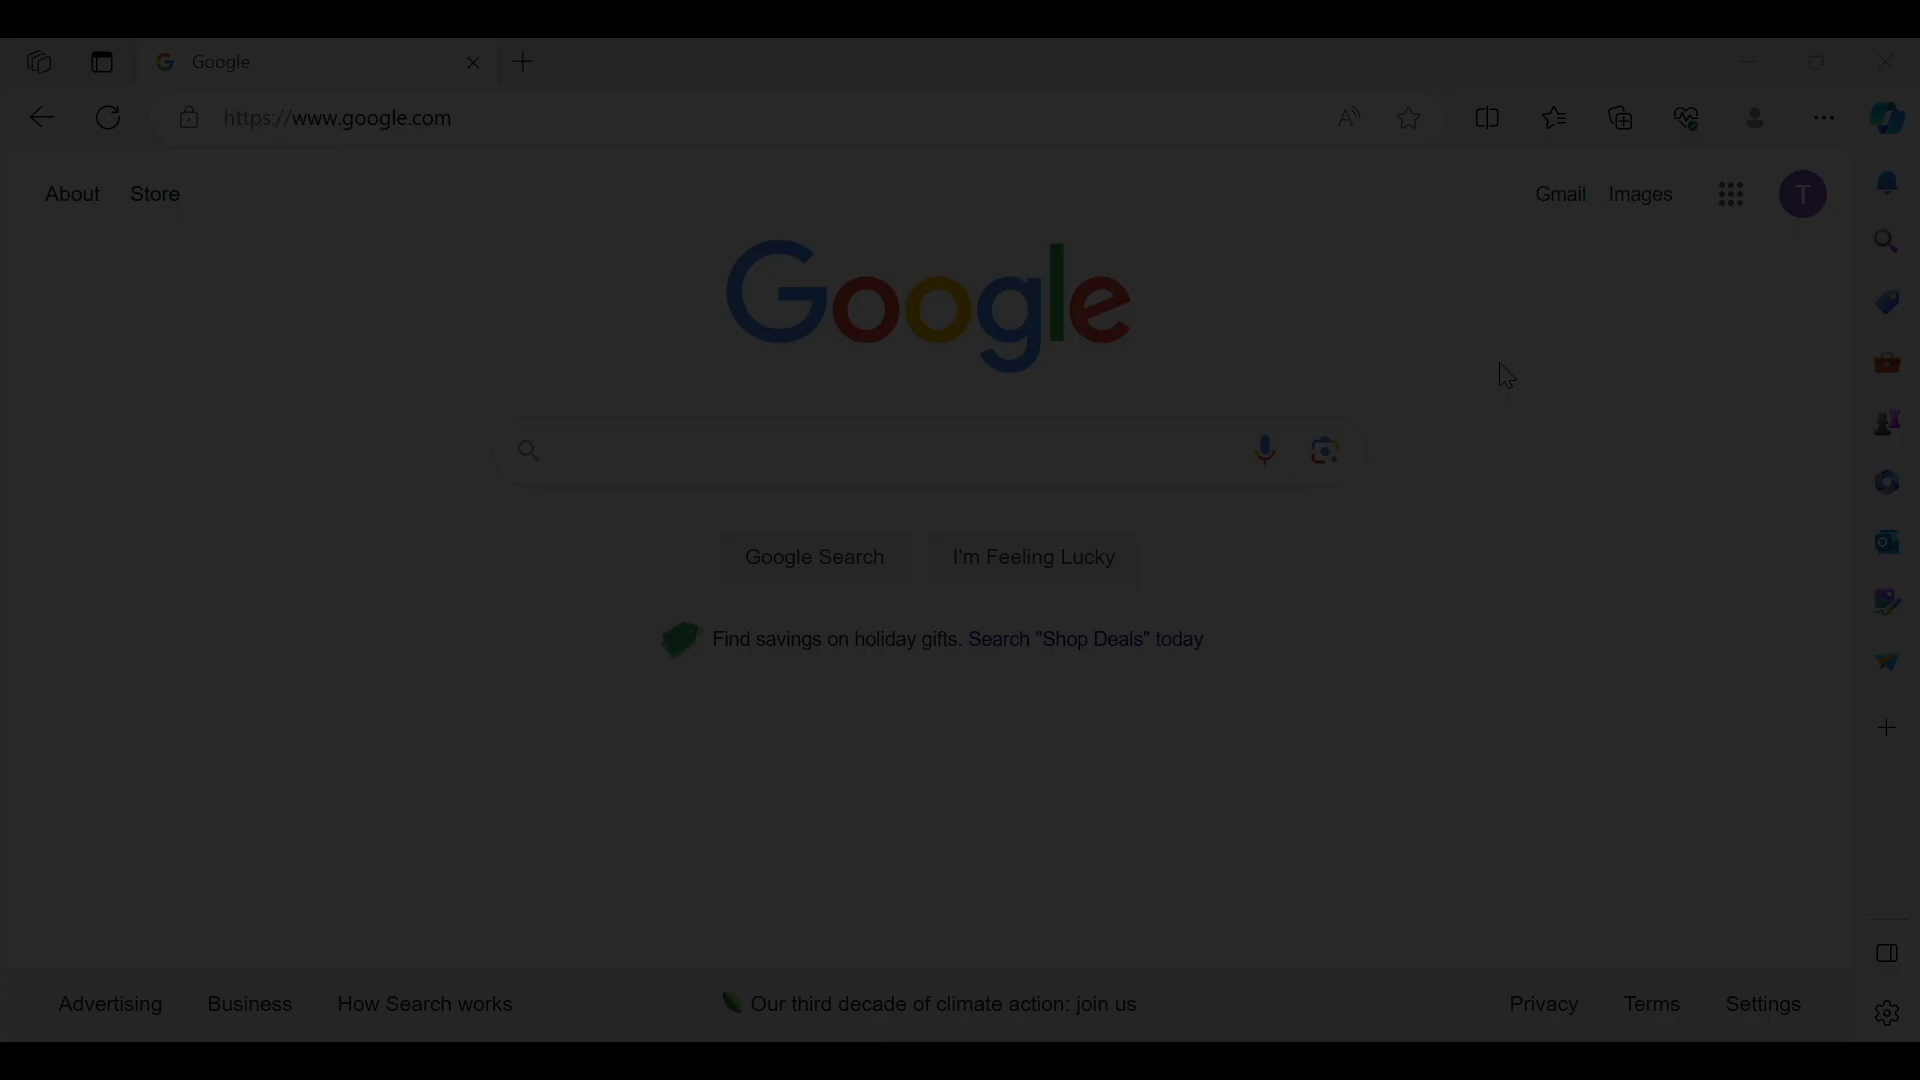 Google
https://www.google.com
About Store
Gmail Images
T
Google
Google Search I'm Feeling Lucky
Find savings on holiday gifts. Search "Shop Deals" today
Advertising Business How Search works
Our third decade of climate action: join us
Privacy Terms Settings